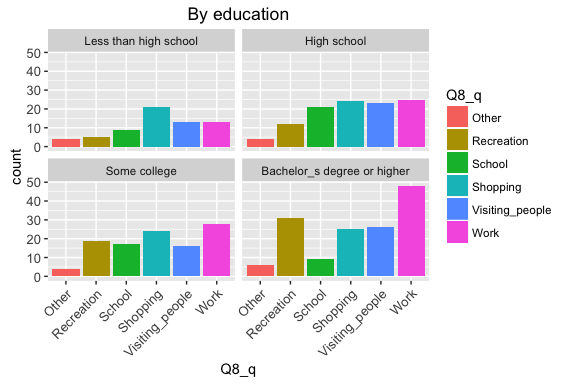 By education
Less than high school
High school
50
40
30
20
10
0
Some college
Bachelor_s degree or higher
50
40
30
20
10
0
count
Other
Recreation
School
Shopping
Visiting_people
Work
Other
Recreation
School
Shopping
Visiting_people
Work
Q8_q
Q8_q
Other
Recreation
School
Shopping
Visiting_people
Work